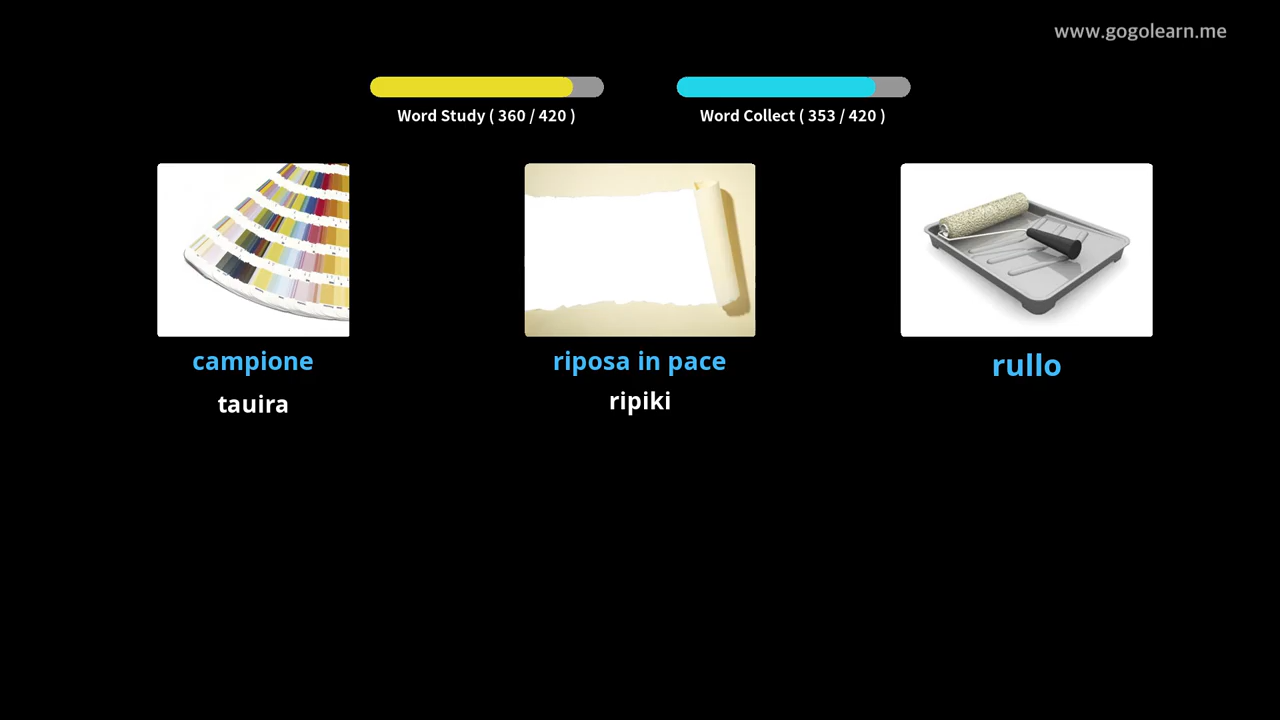 www.gogolearn.me
Word Study ( 360 / 420 )
Word Collect ( 353 / 420 )
campione
riposa in pace
rullo
tauira
ripiki